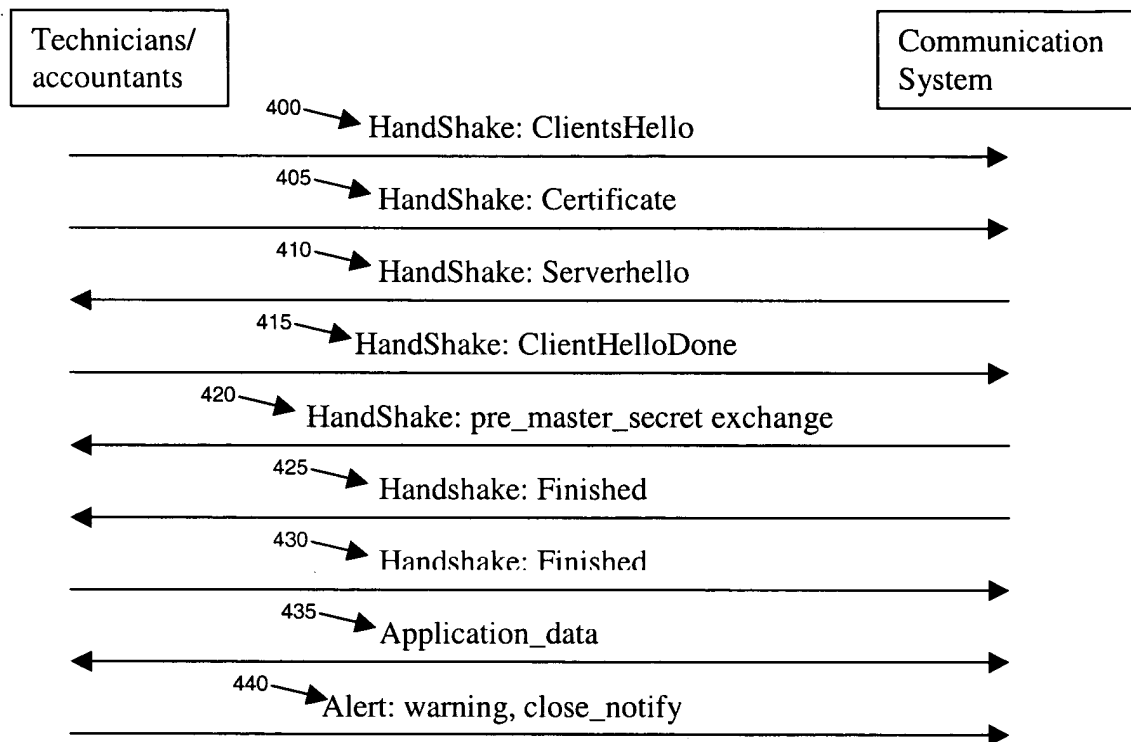 Technicians/
accountants
Communication
System
400
HandShake: ClientsHello
405
HandShake: Certificate
410
HandShake: Serverhello
415
HandShake: ClientHelloDone
420
HandShake: pre_master_secret exchange
425
Handshake: Finished
430
Handshake: Finished
435
Application_data
440
Alert: warning, close_notify